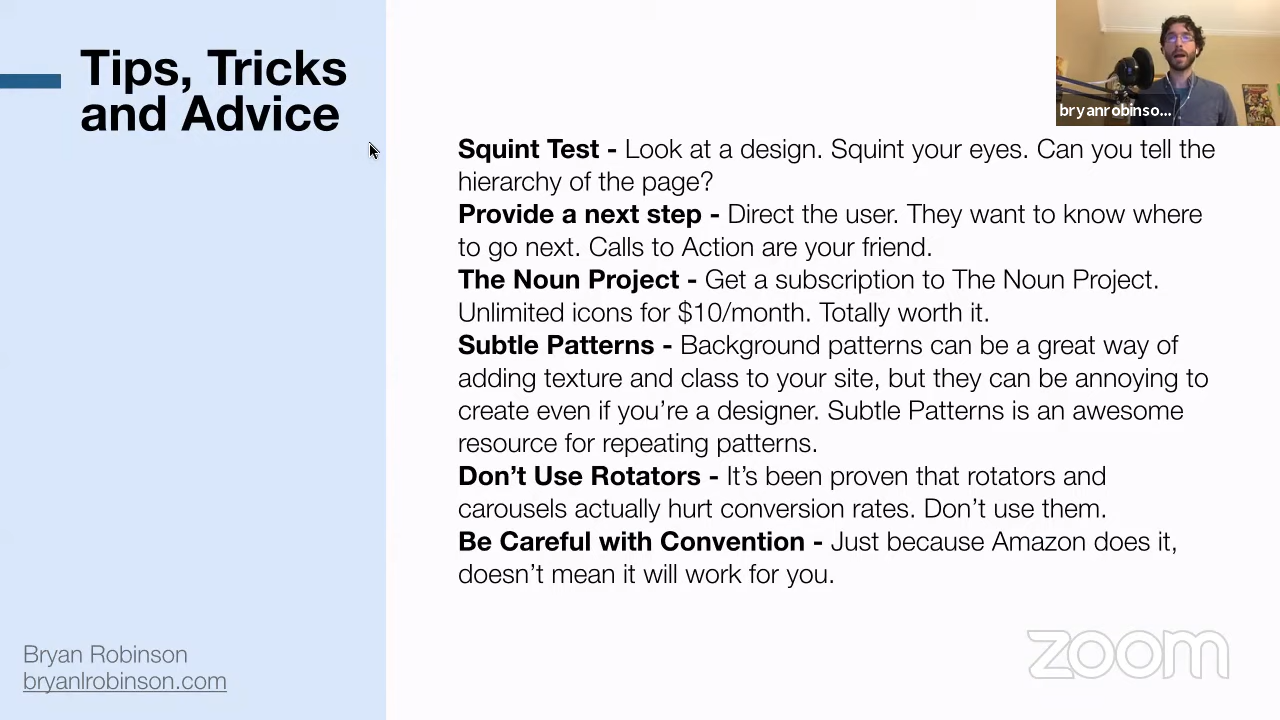 Tips, Tricks
and Advice
bryanrobinso...
Squint Test - Look at a design. Squint your eyes. Can you tell the
hierarchy of the page?
Provide a next step - Direct the user. They want to know where
to go next. Calls to Action are your friend.
The Noun Project - Get a subscription to The Noun Project.
Unlimited icons for $10/month. Totally worth it.
Subtle Patterns - Background patterns can be a great way of
adding texture and class to your site, but they can be annoying to
create even if you’re a designer. Subtle Patterns is an awesome
resource for repeating patterns.
Don’t Use Rotators - It’s been proven that rotators and
carousels actually hurt conversion rates. Don’t use them.
Be Careful with Convention - Just because Amazon does it,
doesn’t mean it will work for you.
Bryan Robinson
bryanlrobinson.com
zoom